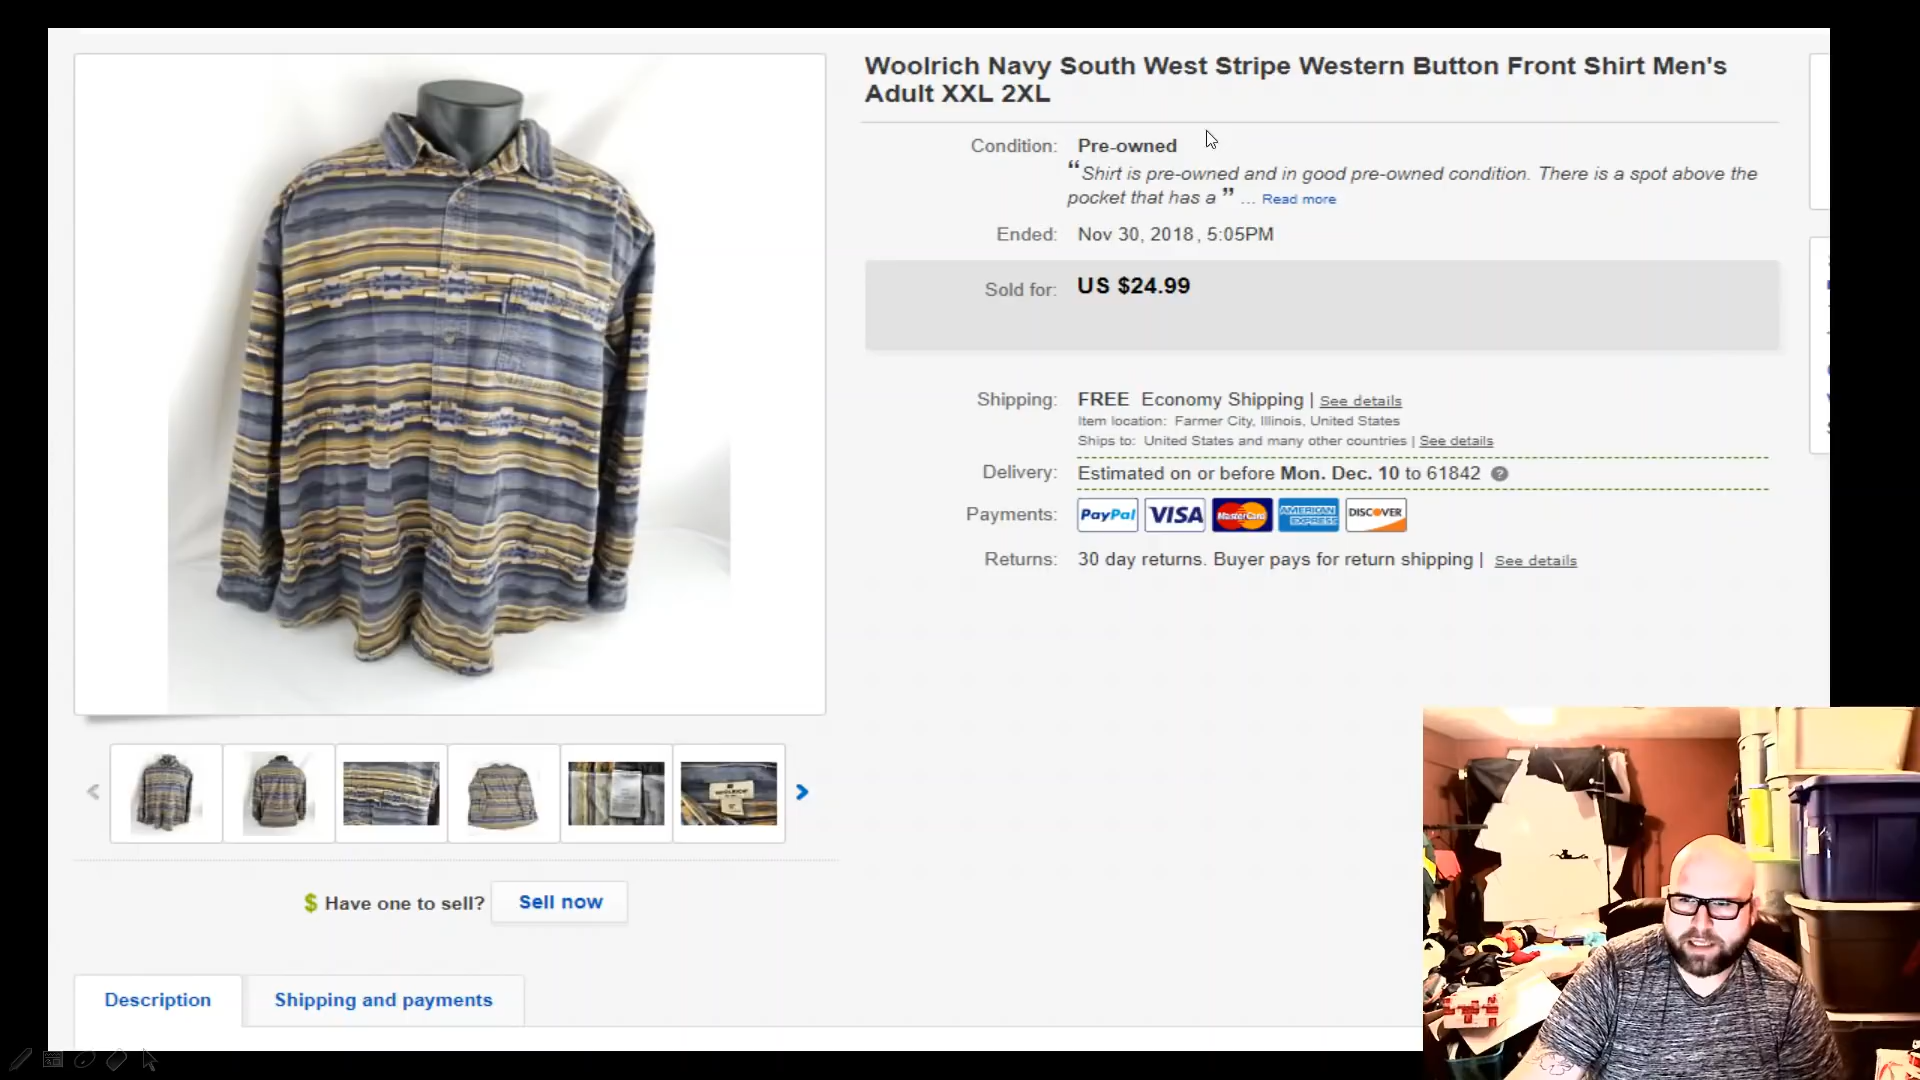 Woolrich Navy South West Stripe Western Button Front Shirt Men's
Adult XXL 2XL
Condition: Pre-owned
“Shirt is pre-owned and in good pre-owned condition. There is a spot above the
pocket that has a ” ... Read more
Ended: Nov 30, 2018 , 5:05PM
Sold for: US $24.99
Shipping: FREE Economy Shipping | See details
Item location: Farmer City, Illinois, United States
Ships to: United States and many other countries | See details
Delivery: Estimated on or before Mon. Dec. 10 to 61842 ?
Payments: PayPal VISA MasterCard AMERICAN EXPRESS DISCOVER
Returns: 30 day returns. Buyer pays for return shipping | See details
WOOLRICH
$ Have one to sell? Sell now
Description Shipping and payments